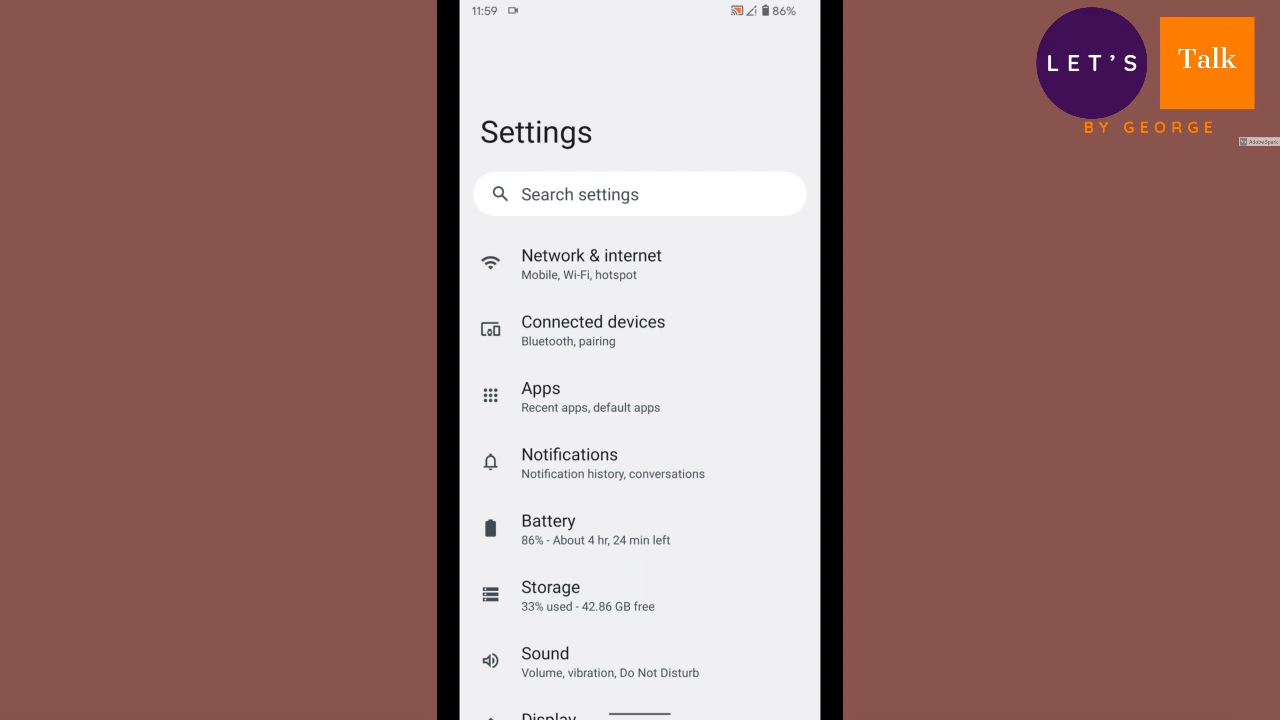 11:59
86%
LET'S
Talk
BY GEORGE
Adobe Spark
Settings
Search settings
Network & internet
Mobile, Wi-Fi, hotspot
Connected devices
Bluetooth, pairing
Apps
Recent apps, default apps
Notifications
Notification history, conversations
Battery
86% - About 4 hr, 24 min left
Storage
33% used - 42.86 GB free
Sound
Volume, vibration, Do Not Disturb
Display